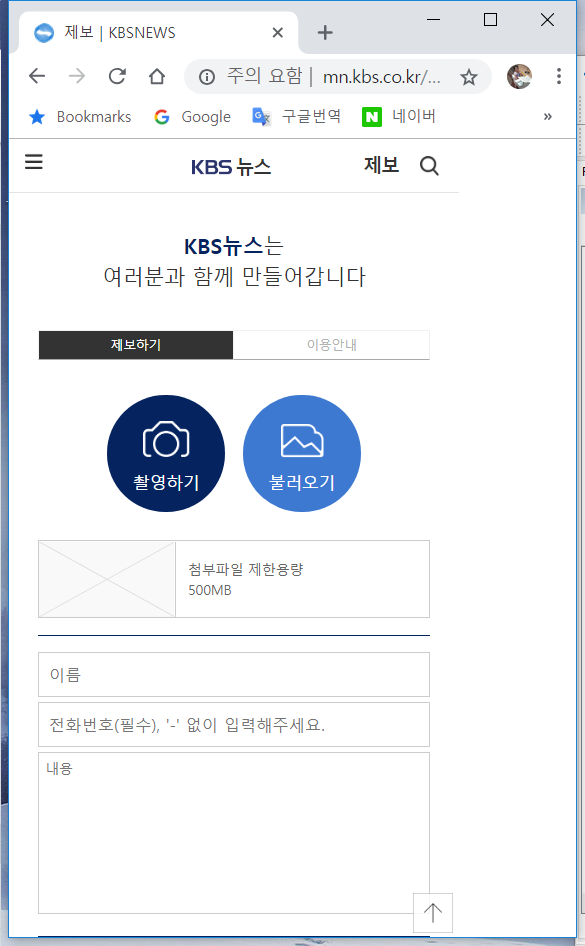 제보 | KBSNEWS
주의 요함 | mn.kbs.co.kr/...
Bookmarks Google 구글번역 네이버 »
KBS 뉴스 제보
KBS뉴스는
여러분과 함께 만들어갑니다
제보하기 이용안내
촬영하기 불러오기
첨부파일 제한용량
500MB
이름
전화번호(필수), '-' 없이 입력해주세요.
내용